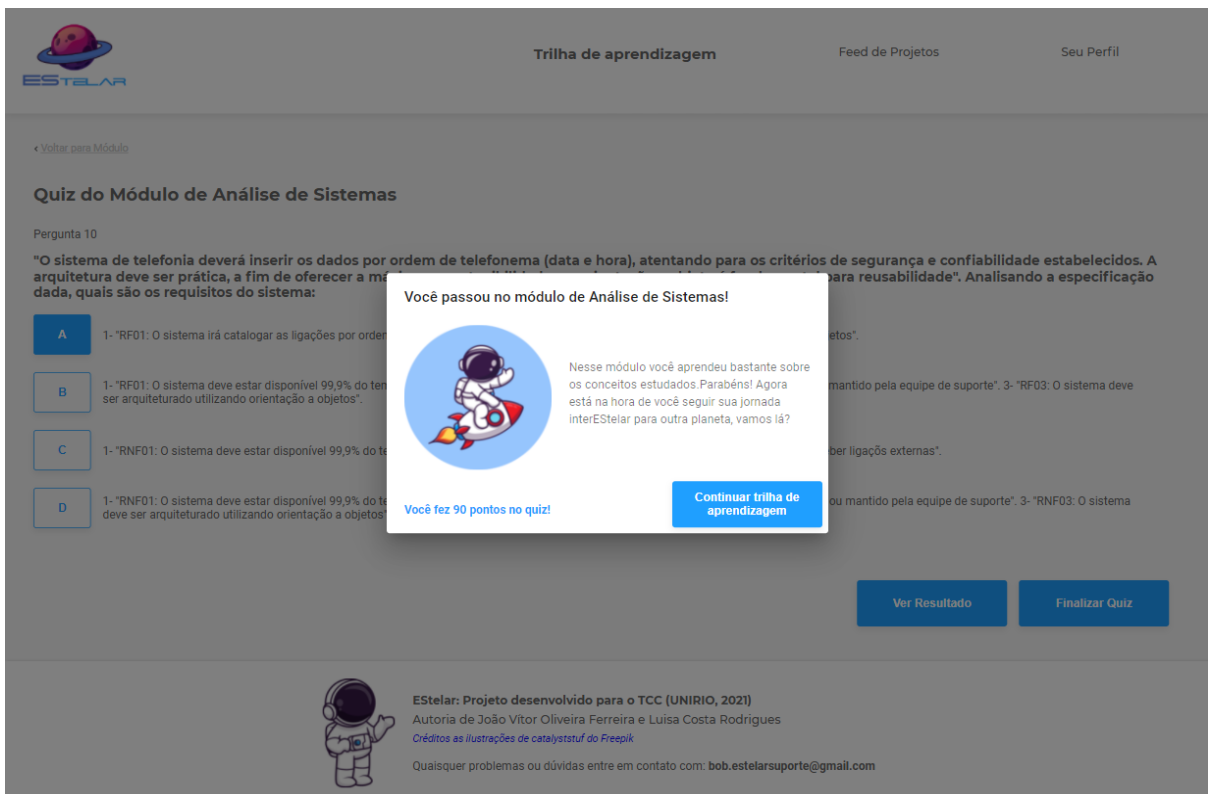 EStelar
Trilha de aprendizagem
Feed de Projetos
Seu Perfil
‹ Voltar para Módulo
Quiz do Módulo de Análise de Sistemas
Pergunta 10
"O sistema de telefonia deverá inserir os dados por ordem de telefonema (data e hora), atentando para os critérios de segurança e confiabilidade estabelecidos. A
arquitetura deve ser prática, a fim de oferecer a para reusabilidade". Analisando a especificação
dada, quais são os requisitos do sistema:
A
1- "RF01: O sistema irá catalogar as ligações por
B
1- "RF01: O sistema deve estar disponível 99,9% do mantido pela equipe de suporte". 3- "RF03: O sistema deve
ser arquiteturado utilizando orientação a objetos".
C
1- "RNF01: O sistema deve estar disponível 99,9% do ligaçõs externas".
D
1- "RNF01: O sistema deve estar disponível 99,9% do ou mantido pela equipe de suporte". 3- "RNF03: O sistema
deve ser arquiteturado utilizando orientação a objetos"
Você passou no módulo de Análise de Sistemas!
Nesse módulo você aprendeu bastante sobre
os conceitos estudados.Parabéns! Agora
está na hora de você seguir sua jornada
interEStelar para outra planeta, vamos lá?
Você fez 90 pontos no quiz!
Continuar trilha de
aprendizagem
Ver Resultado
Finalizar Quiz
EStelar: Projeto desenvolvido para o TCC (UNIRIO, 2021)
Autoria de João Vítor Oliveira Ferreira e Luisa Costa Rodrigues
Créditos as ilustrações de catalyststuf do Freepik
Quaisquer problemas ou dúvidas entre em contato com: bob.estelarsuporte@gmail.com